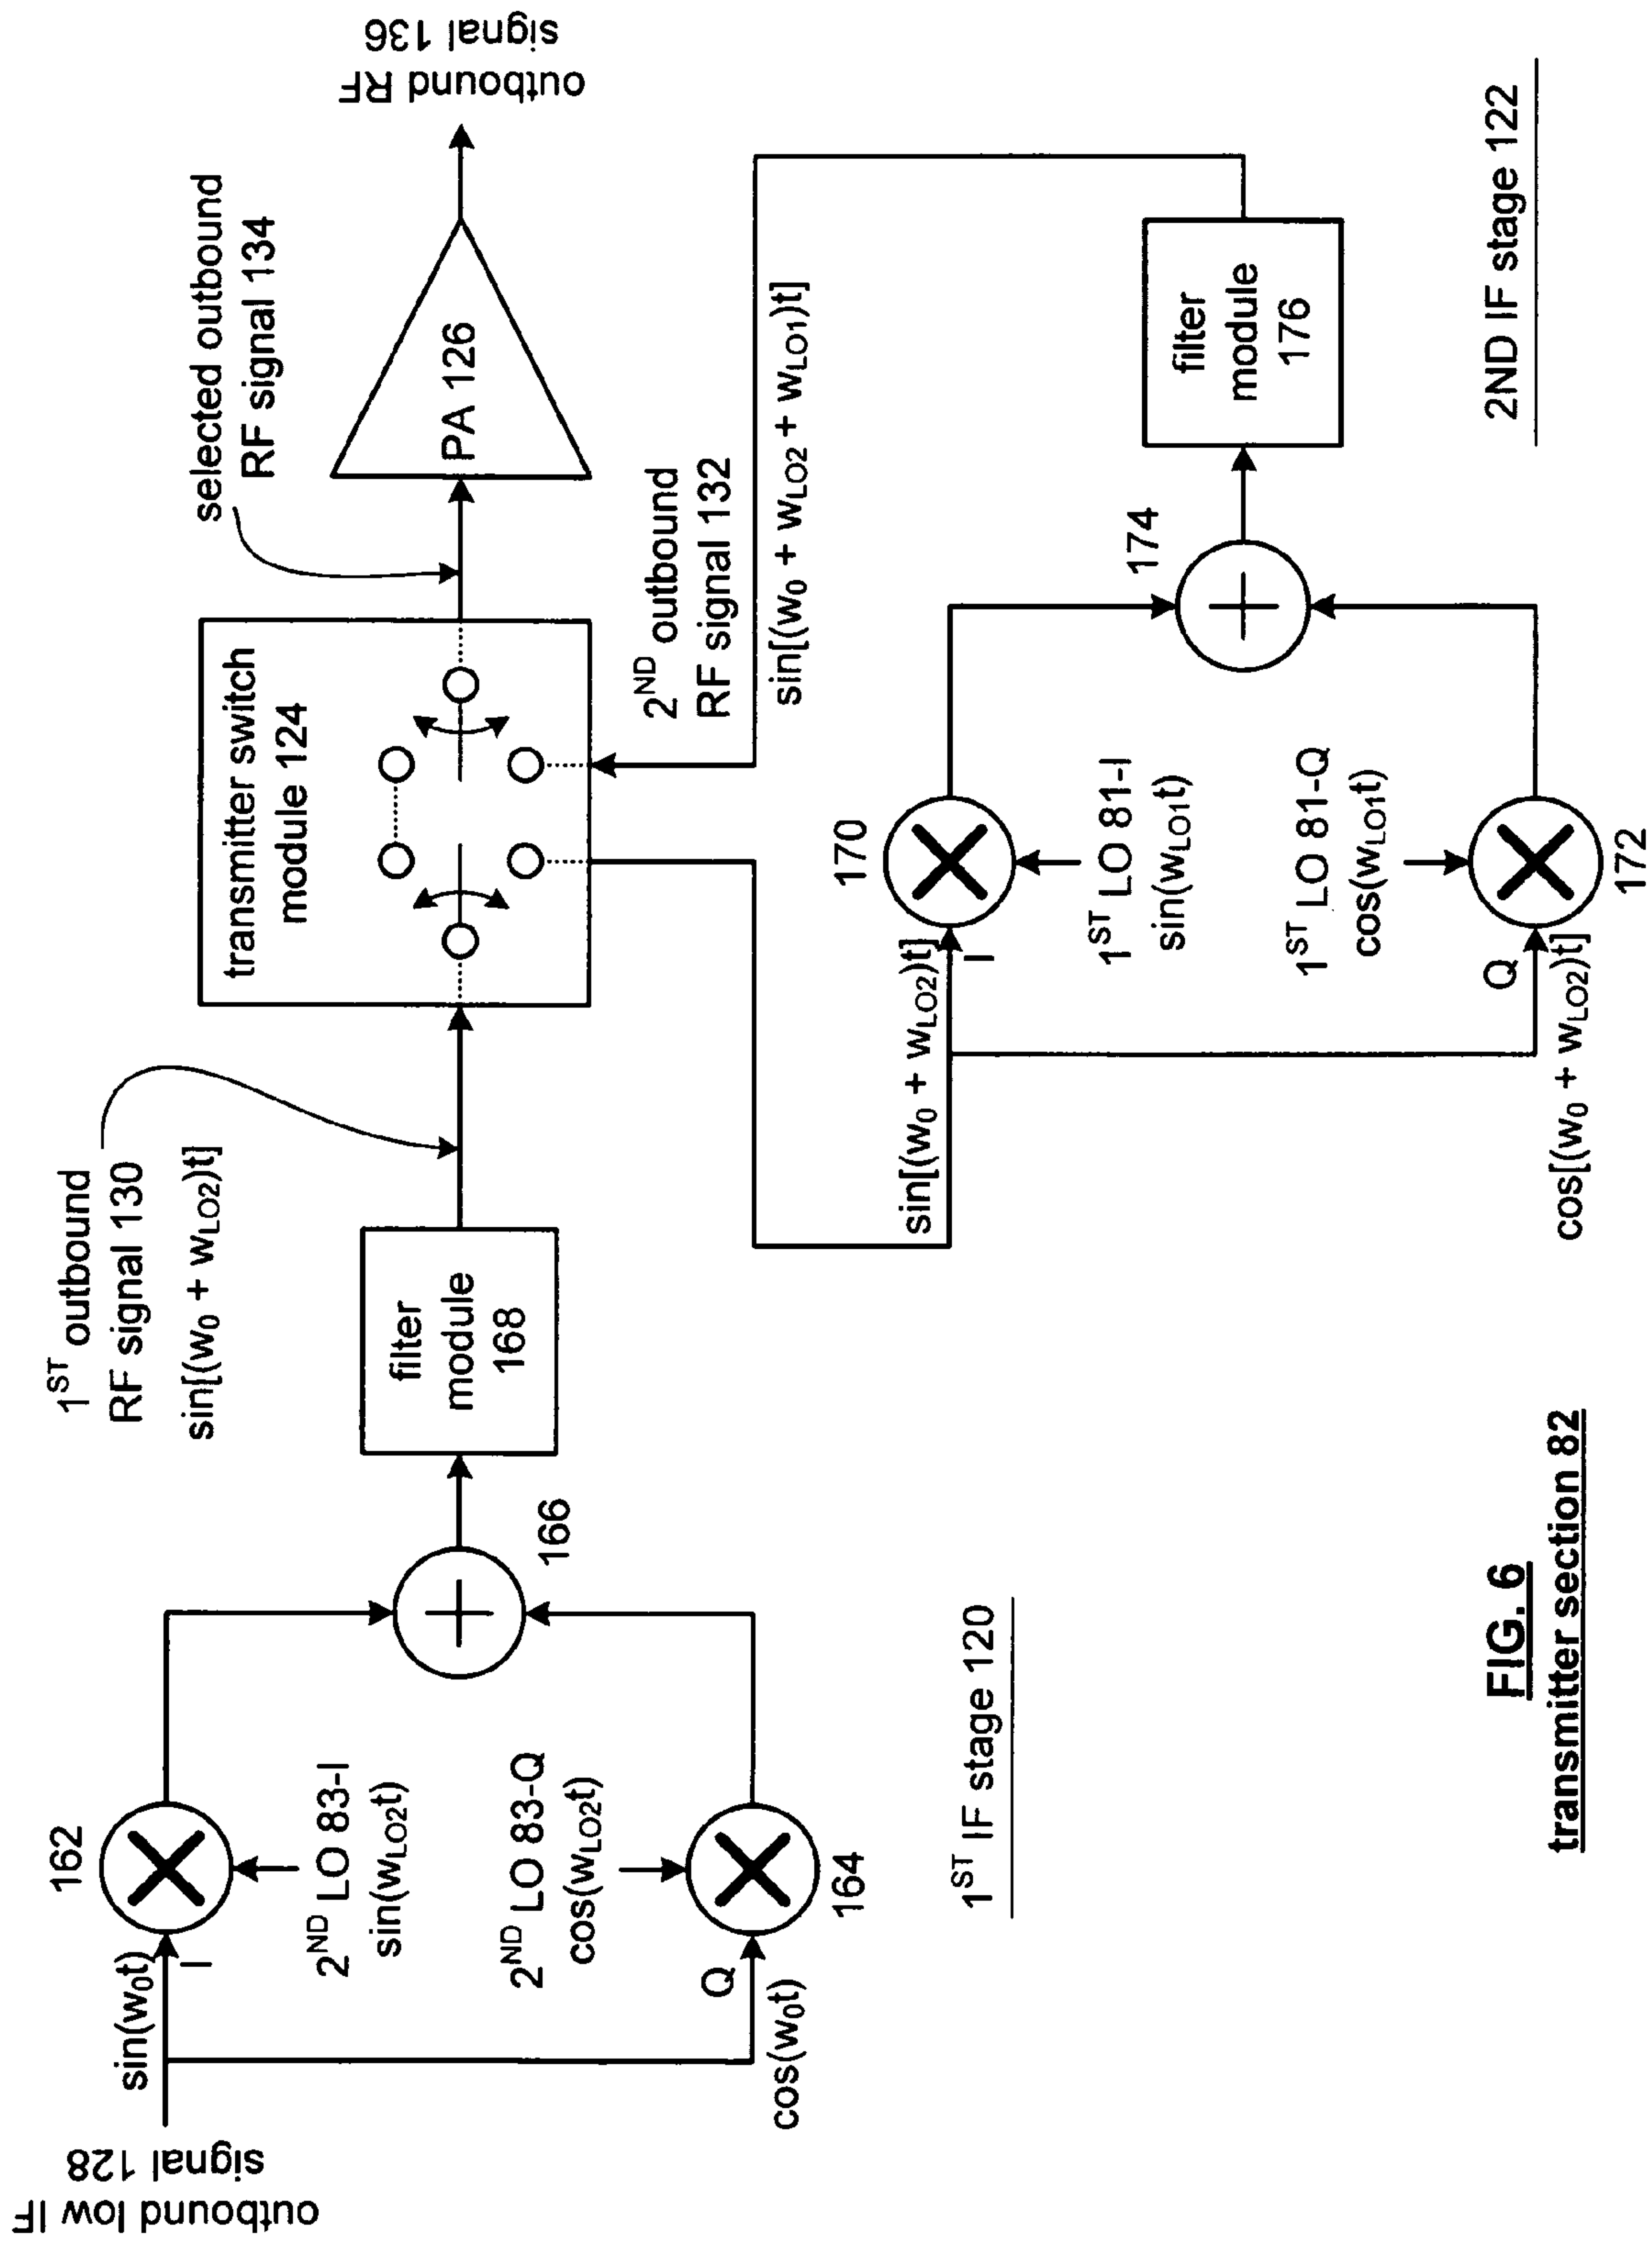 outbound low IF
signal 128
sin(w0t)
I
162
2ND LO 83-I
sin(wLO2t)
2ND LO 83-Q
cos(wLO2t)
Q
cos(w0t)
164
166
1ST IF stage 120
filter
module
168
1ST outbound
RF signal 130
sin[(w0 + wLO2)t]
transmitter switch
module 124
selected outbound
RF signal 134
PA 126
outbound RF
signal 136
2ND outbound
RF signal 132
sin[(w0 + wLO2 + wLO1)t]
sin[(w0 + wLO2)t]
I
170
1ST LO 81-I
sin(wLO1t)
1ST LO 81-Q
cos(wLO1t)
Q
cos[(w0 + wLO2)t]
172
174
filter
module
176
2ND IF stage 122
FIG. 6
transmitter section 82